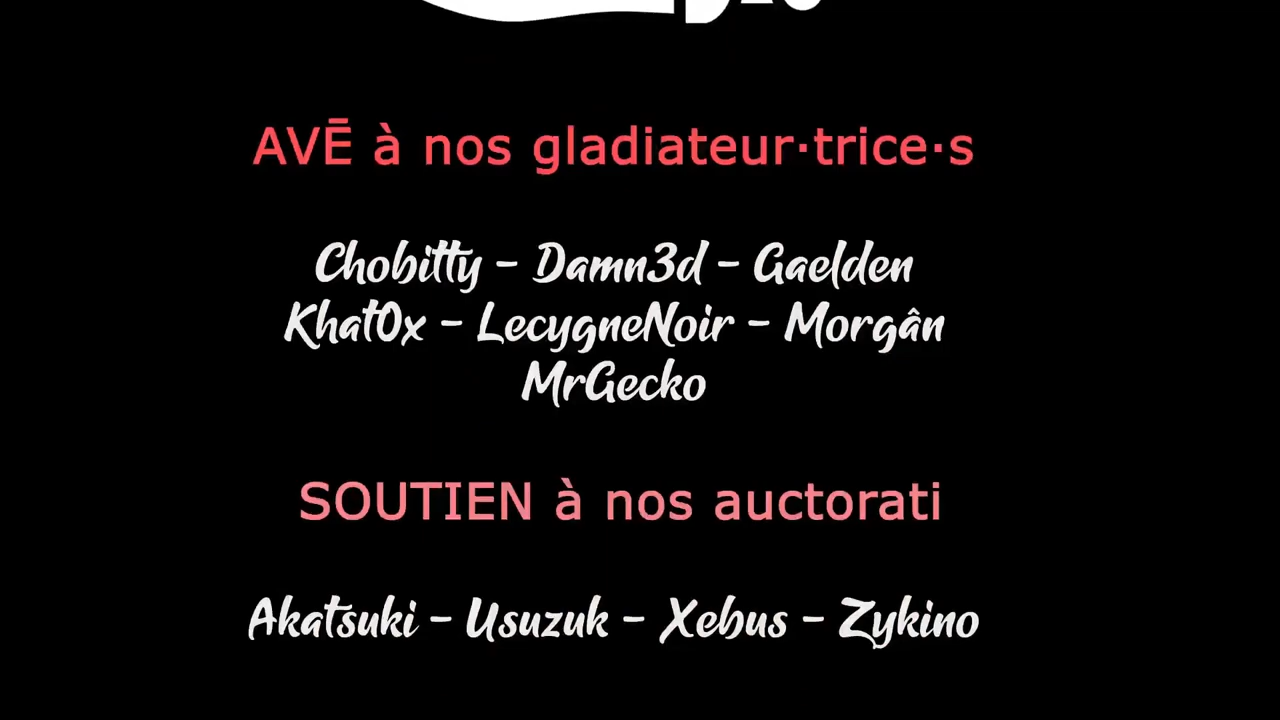 AVĒ à nos gladiateur·trice·s
Chobitty - Damn3d - Gaelden
Khat0x - LecygneNoir - Morgân
MrGecko
SOUTIEN à nos auctorati
Akatsuki - Usuzuk - Xebus - Zykino